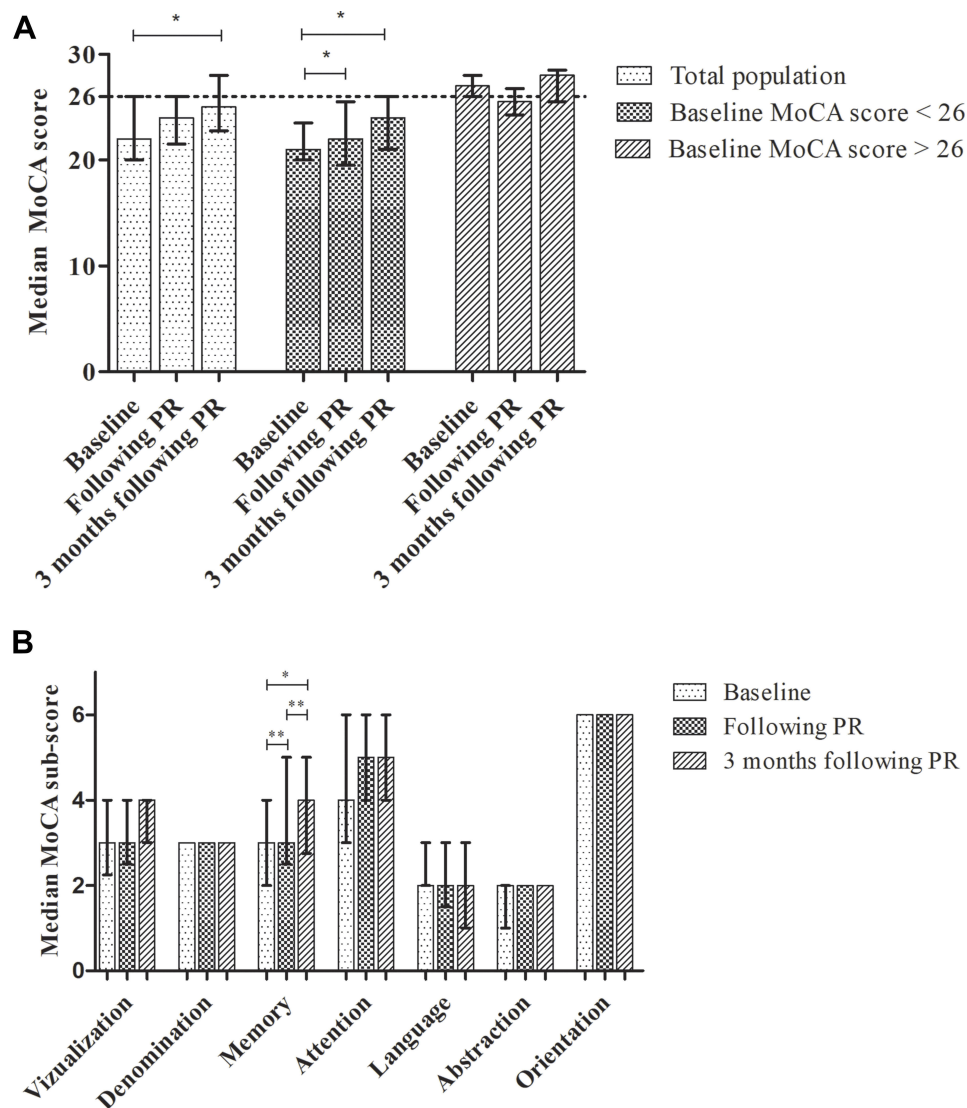 A
Median MoCA score
30
26
20
10
0
*
*
*
Total population
Baseline MoCA score < 26
Baseline MoCA score > 26
Baseline
Following PR
3 months following PR
Baseline
Following PR
3 months following PR
Baseline
Following PR
3 months following PR
B
Median MoCA sub-score
6
4
2
0
*
**
**
Baseline
Following PR
3 months following PR
Vizualization
Denomination
Memory
Attention
Language
Abstraction
Orientation